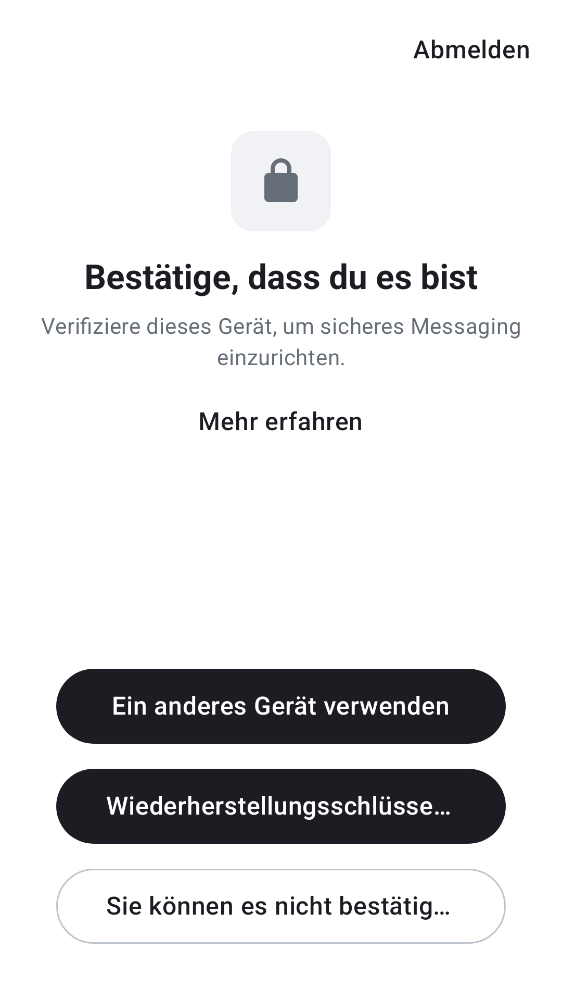 Abmelden
Bestätige, dass du es bist
Verifiziere dieses Gerät, um sicheres Messaging
einzurichten.
Mehr erfahren
Ein anderes Gerät verwenden
Wiederherstellungsschlüsse…
Sie können es nicht bestätig…